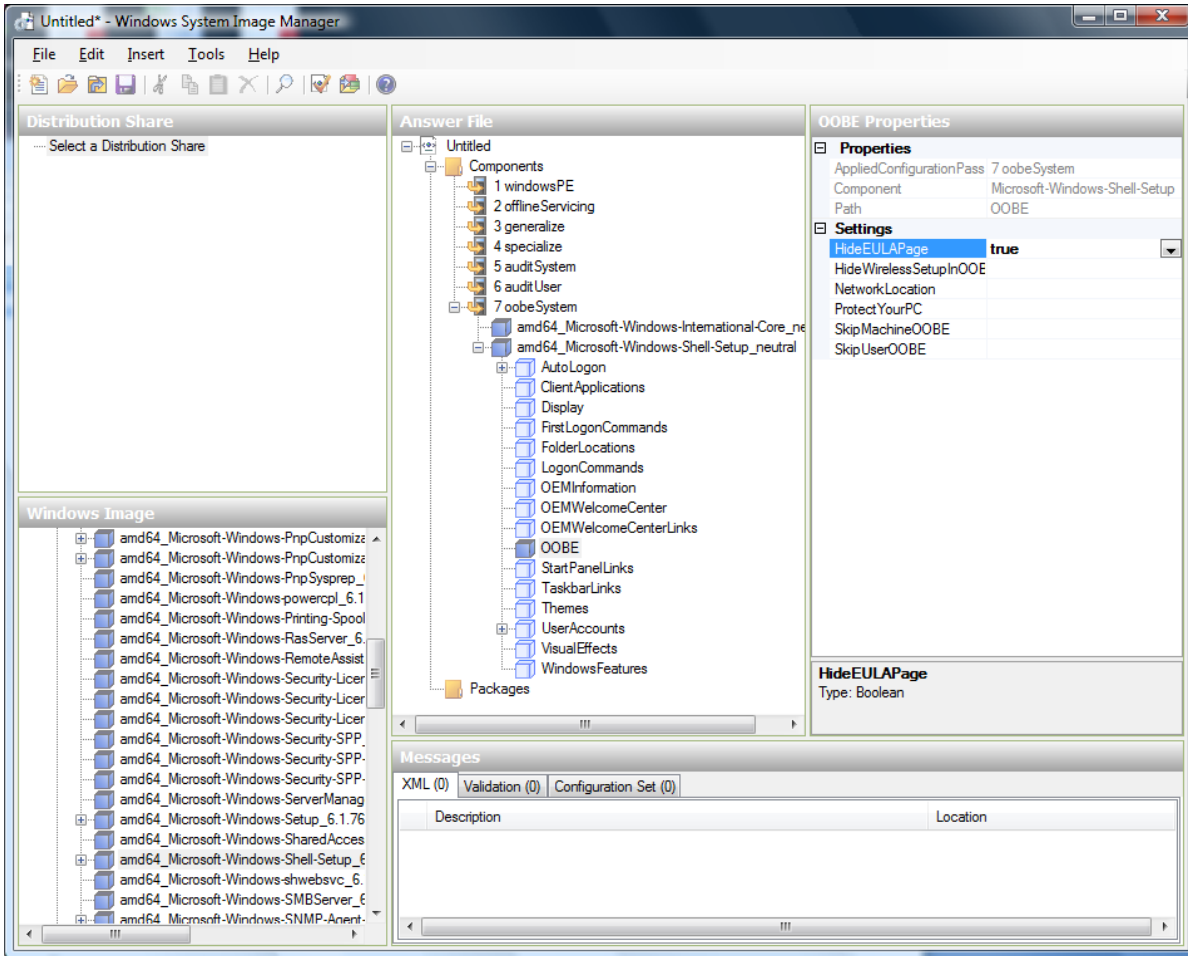 Untitled* - Windows System Image Manager
File Edit Insert Tools Help
Distribution Share
Select a Distribution Share
Windows Image
amd64_Microsoft-Windows-PnpCustomiza
amd64_Microsoft-Windows-PnpCustomiza
amd64_Microsoft-Windows-PnpSysprep_
amd64_Microsoft-Windows-powercpl_6.1
amd64_Microsoft-Windows-Printing-Spool
amd64_Microsoft-Windows-RasServer_6.
amd64_Microsoft-Windows-RemoteAssist
amd64_Microsoft-Windows-Security-Licer
amd64_Microsoft-Windows-Security-Licer
amd64_Microsoft-Windows-Security-Licer
amd64_Microsoft-Windows-Security-SPP_
amd64_Microsoft-Windows-Security-SPP-
amd64_Microsoft-Windows-Security-SPP-
amd64_Microsoft-Windows-ServerManag
amd64_Microsoft-Windows-Setup_6.1.76
amd64_Microsoft-Windows-SharedAcces
amd64_Microsoft-Windows-Shell-Setup_6
amd64_Microsoft-Windows-shwebsvc_6.
amd64_Microsoft-Windows-SMBServer_6
amd64_Microsoft-Windows-SNMP-Agent-
Answer File
Untitled
Components
1 windowsPE
2 offlineServicing
3 generalize
4 specialize
5 auditSystem
6 auditUser
7 oobeSystem
amd64_Microsoft-Windows-International-Core_ne
amd64_Microsoft-Windows-Shell-Setup_neutral
AutoLogon
ClientApplications
Display
FirstLogonCommands
FolderLocations
LogonCommands
OEMInformation
OEMWelcomeCenter
OEMWelcomeCenterLinks
OOBE
StartPanelLinks
TaskbarLinks
Themes
UserAccounts
VisualEffects
WindowsFeatures
Packages
OOBE Properties
Properties
AppliedConfigurationPass 7 oobeSystem
Component Microsoft-Windows-Shell-Setup
Path OOBE
Settings
HideEULAPage true
HideWirelessSetupInOOE
NetworkLocation
ProtectYourPC
SkipMachineOOBE
SkipUserOOBE
HideEULAPage
Type: Boolean
Messages
XML (0) Validation (0) Configuration Set (0)
Description Location